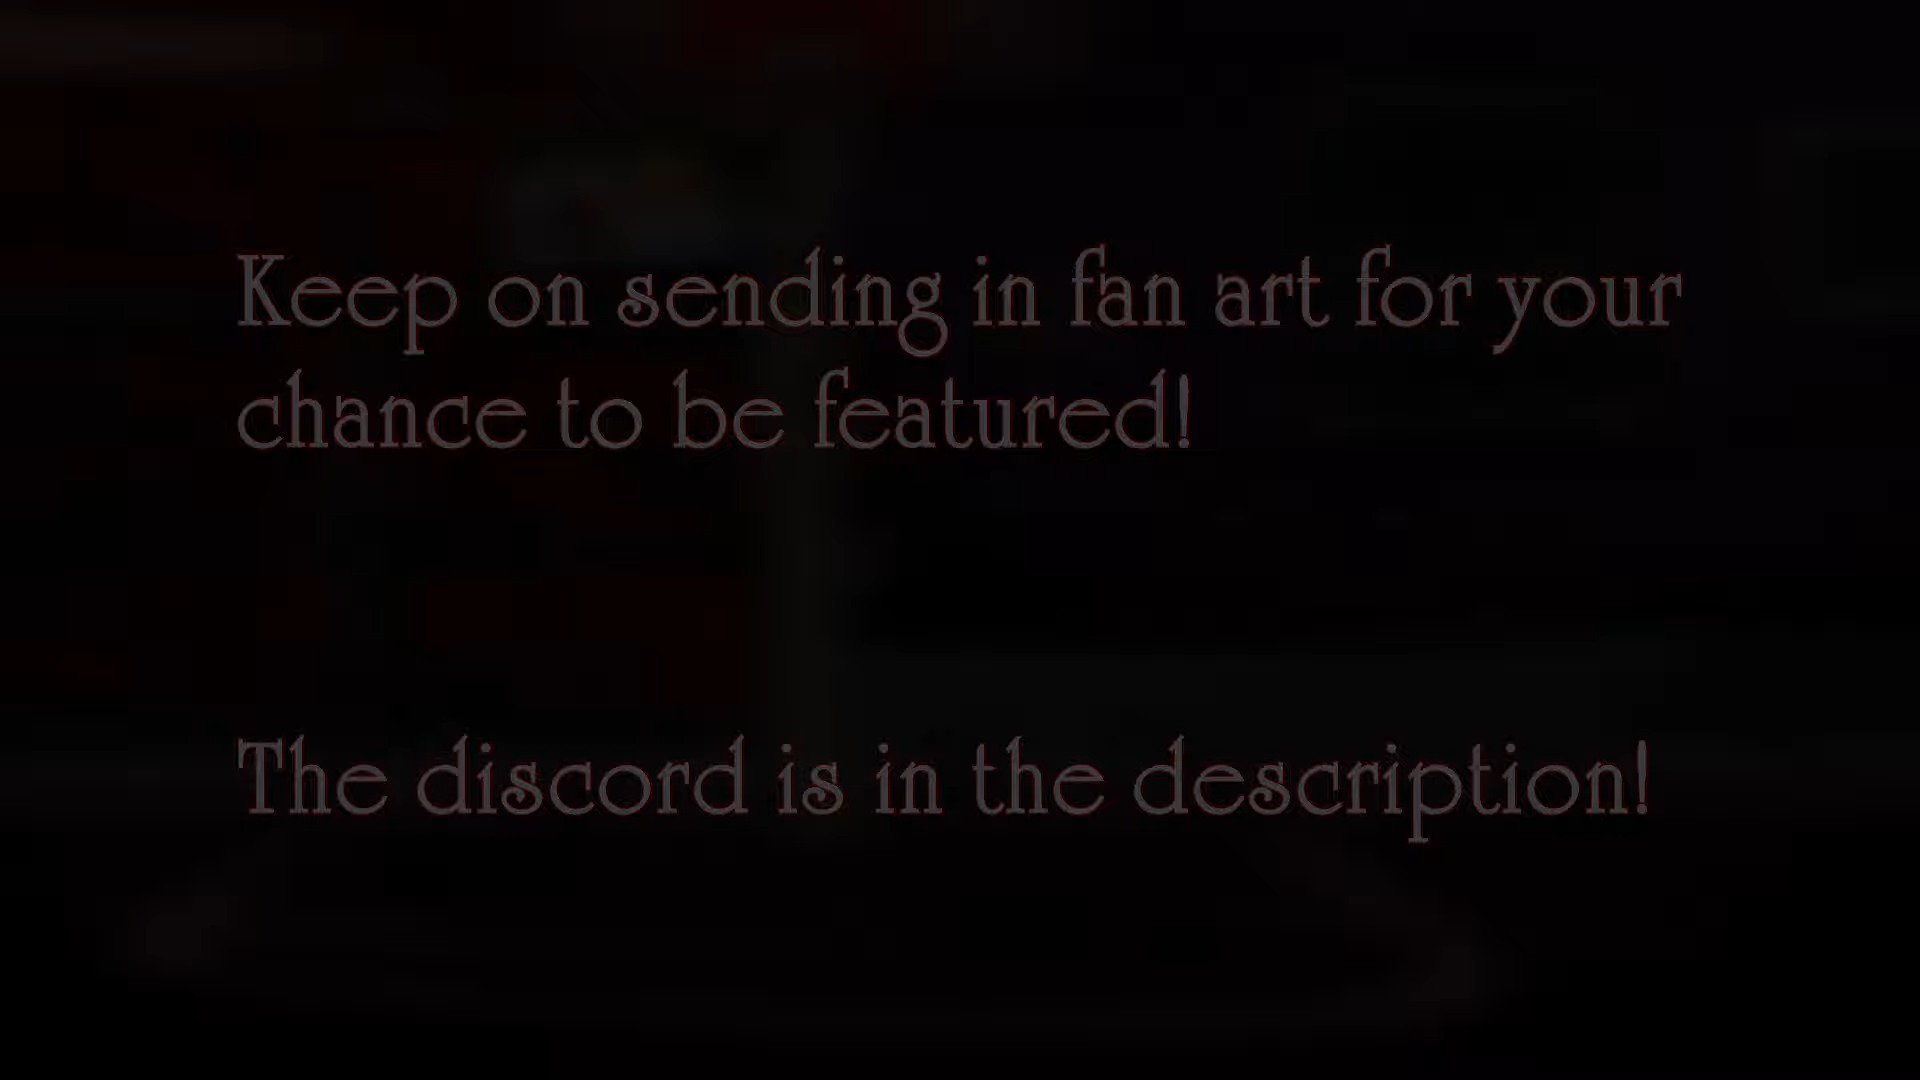 Keep on sending in fan art for your
chance to be featured!
The discord is in the description!